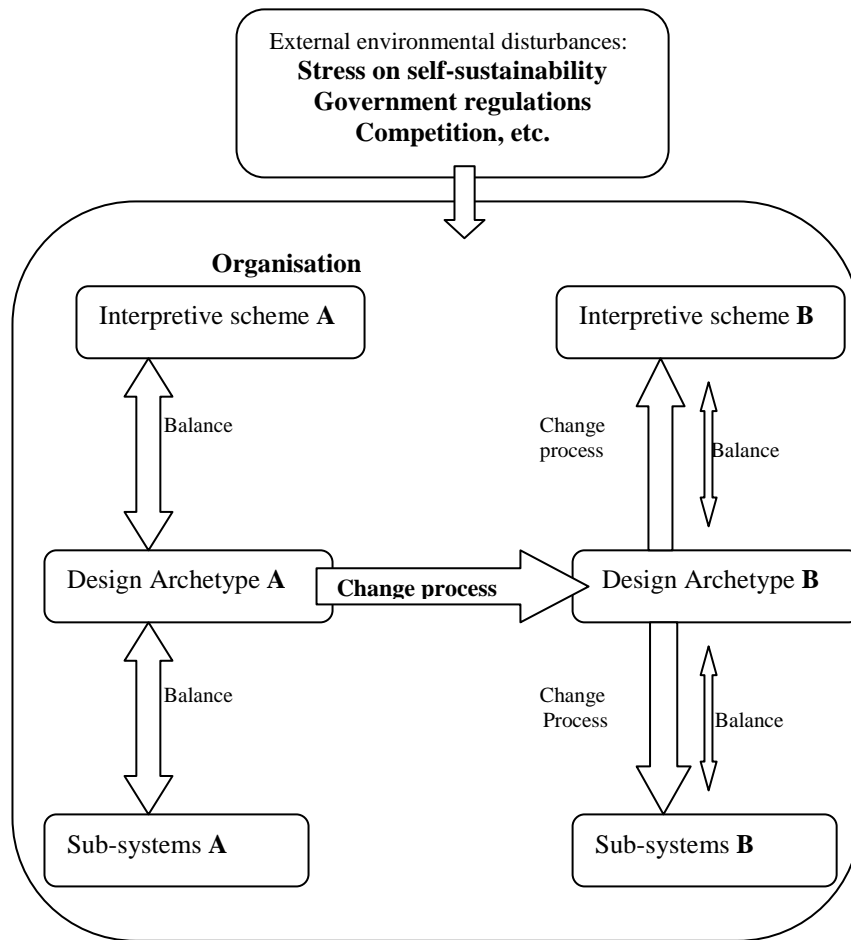 External environmental disturbances:
Stress on self-sustainability
Government regulations
Competition, etc.
Organisation
Interpretive scheme A
Interpretive scheme B
Balance
Change
process
Balance
Design Archetype A
Change process
Design Archetype B
Balance
Change
Process
Balance
Sub-systems A
Sub-systems B